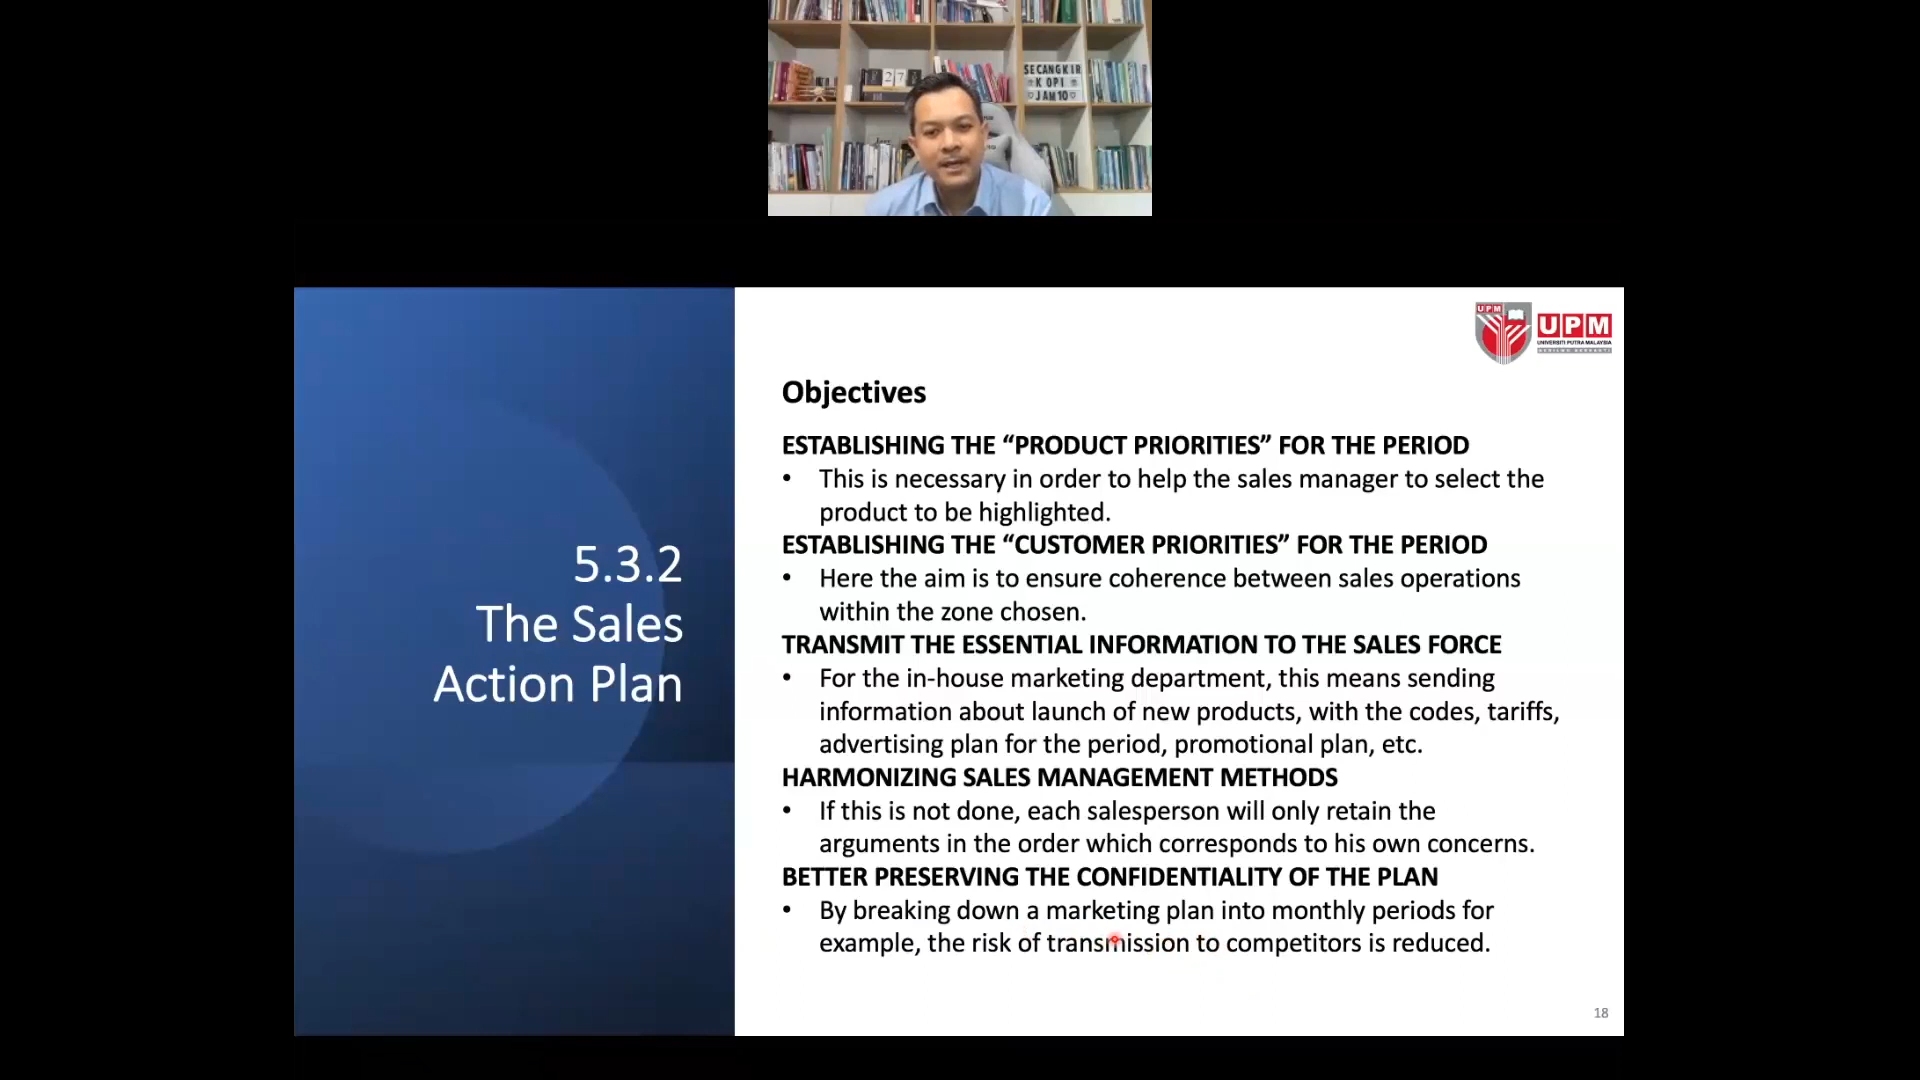 27
SECANGKIR
KOPI
JAM10
UPM
UPM
UNIVERSITI PUTRA MALAYSIA
Objectives
ESTABLISHING THE “PRODUCT PRIORITIES” FOR THE PERIOD
• This is necessary in order to help the sales manager to select the
product to be highlighted.
ESTABLISHING THE “CUSTOMER PRIORITIES” FOR THE PERIOD
• Here the aim is to ensure coherence between sales operations
within the zone chosen.
TRANSMIT THE ESSENTIAL INFORMATION TO THE SALES FORCE
• For the in-house marketing department, this means sending
information about launch of new products, with the codes, tariffs,
advertising plan for the period, promotional plan, etc.
HARMONIZING SALES MANAGEMENT METHODS
• If this is not done, each salesperson will only retain the
arguments in the order which corresponds to his own concerns.
BETTER PRESERVING THE CONFIDENTIALITY OF THE PLAN
• By breaking down a marketing plan into monthly periods for
example, the risk of transmission to competitors is reduced.
5.3.2
The Sales
Action Plan
18